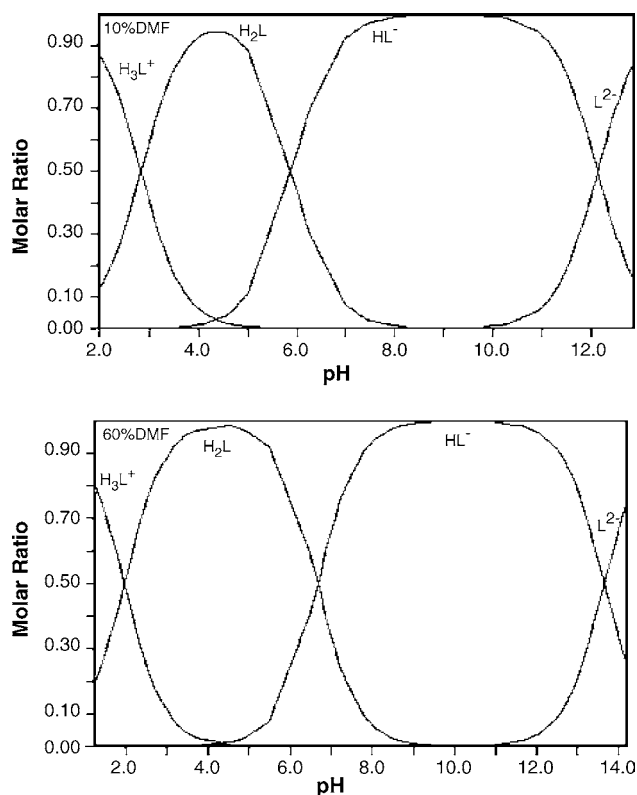 10%DMF
H₂L
HL⁻
H₃L⁺
L²⁻
0.90
0.70
0.50
0.30
0.10
0.00
Molar Ratio
2.0 4.0 6.0 8.0 10.0 12.0
pH
60%DMF
H₂L
HL⁻
H₃L⁺
L²⁻
0.90
0.70
0.50
0.30
0.10
0.00
Molar Ratio
2.0 4.0 6.0 8.0 10.0 12.0 14.0
pH